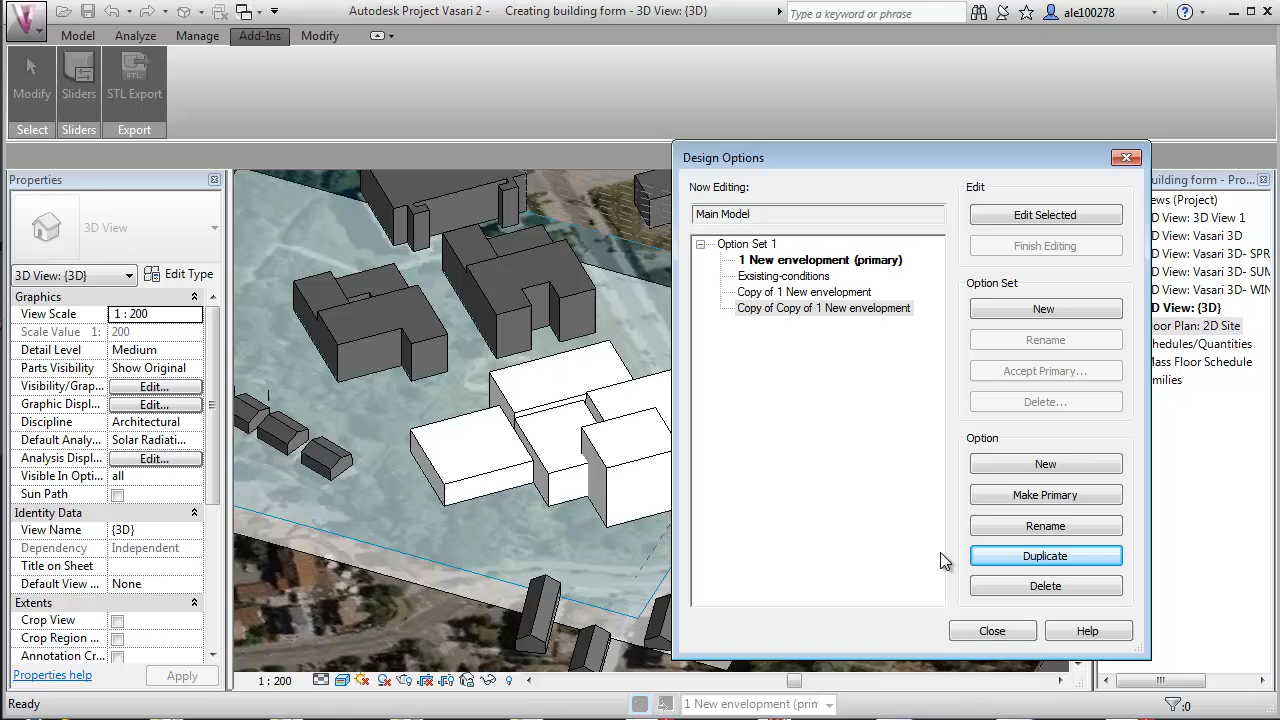 Autodesk Project Vasari 2 - Creating building form - 3D View: {3D}
Type a keyword or phrase
ale100278
Model
Analyze
Manage
Add-Ins
Modify
Modify
Sliders
STL Export
Select
Sliders
Export
Properties
3D View
3D View: {3D}
Edit Type
Graphics
View Scale
1 : 200
Scale Value 1:
200
Detail Level
Medium
Parts Visibility
Show Original
Visibility/Grap...
Edit...
Graphic Displ...
Edit...
Discipline
Architectural
Default Analy...
Solar Radiati...
Analysis Displ...
Edit...
Visible In Opti...
all
Sun Path
Identity Data
View Name
{3D}
Dependency
Independent
Title on Sheet
Default View ...
None
Extents
Crop View
Crop Region ...
Annotation Cr...
Properties help
Apply
1 : 200
Ready
1 New envelopment (prim
:0
Design Options
Now Editing:
Main Model
Option Set 1
1 New envelopment (primary)
Exsisting-conditions
Copy of 1 New envelopment
Copy of Copy of 1 New envelopment
Edit
Edit Selected
Finish Editing
Option Set
New
Rename
Accept Primary...
Delete...
Option
New
Make Primary
Rename
Duplicate
Delete
Close
Help
uilding form - Pro...
ews (Project)
D View: 3D View 1
D View: Vasari 3D
D View: Vasari 3D- SPR
D View: Vasari 3D- SUM
D View: Vasari 3D- WIN
D View: {3D}
oor Plan: 2D Site
chedules/Quantities
Mass Floor Schedule
milies